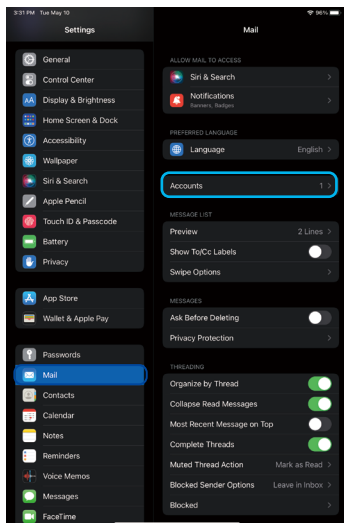 3:31 PM Tue May 10
96%
Settings
General
Control Center
AA Display & Brightness
Home Screen & Dock
Accessibility
Wallpaper
Siri & Search
Apple Pencil
Touch ID & Passcode
Battery
Privacy
App Store
Wallet & Apple Pay
Passwords
Mail
Contacts
Calendar
Notes
Reminders
Voice Memos
Messages
FaceTime
Mail
ALLOW MAIL TO ACCESS
Siri & Search
Notifications
Banners, Badges
PREFERRED LANGUAGE
Language English
Accounts 1
MESSAGE LIST
Preview 2 Lines
Show To/Cc Labels
Swipe Options
MESSAGES
Ask Before Deleting
Privacy Protection
THREADING
Organize by Thread
Collapse Read Messages
Most Recent Message on Top
Complete Threads
Muted Thread Action Mark as Read
Blocked Sender Options Leave in Inbox
Blocked